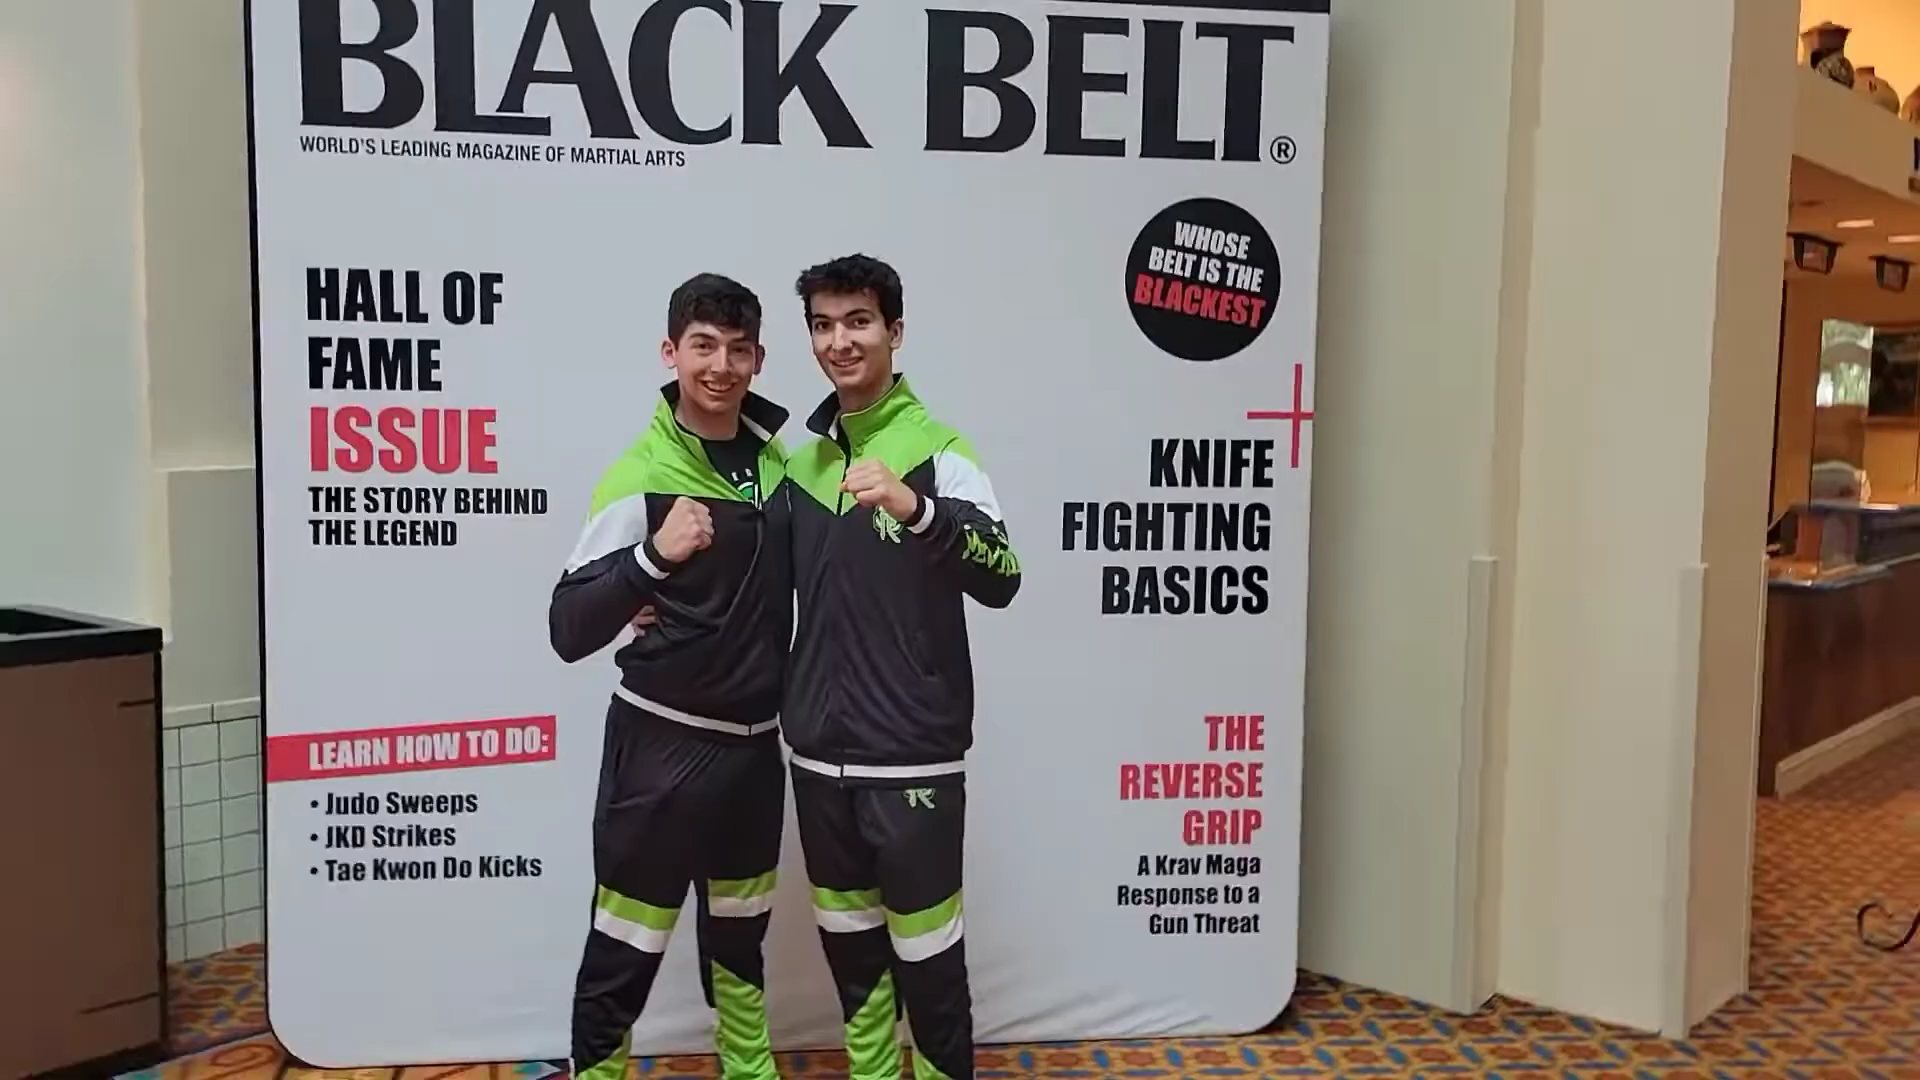 BLACK BELT®
WORLD'S LEADING MAGAZINE OF MARTIAL ARTS
WHOSE
BELT IS THE
BLACKEST
HALL OF
FAME
ISSUE
THE STORY BEHIND
THE LEGEND
KNIFE
FIGHTING
BASICS
LEARN HOW TO DO:
• Judo Sweeps
• JKD Strikes
• Tae Kwon Do Kicks
THE
REVERSE
GRIP
A Krav Maga
Response to a
Gun Threat